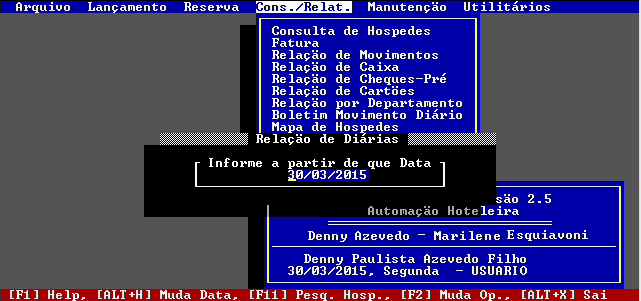 Arquivo Lançamento Reserva Cons./Relat. Manutenção Utilitários
Consulta de Hospedes
Fatura
Relação de Movimentos
Relação de Caixa
Relação de Cheques-Pré
Relação de Cartões
Relação por Departamento
Boletim Movimento Diário
Mapa de Hospedes
Relação de Diárias
Informe a partir de que Data
30/03/2015
são 2.5
Automação Hoteleira
Denny Azevedo - Marilene Esquiavoni
Denny Paulista Azevedo Filho
30/03/2015, Segunda - USUARIO
[F1] Help, [ALT+H] Muda Data, [F11] Pesq. Hosp., [F2] Muda Op., [ALT+X] Sai